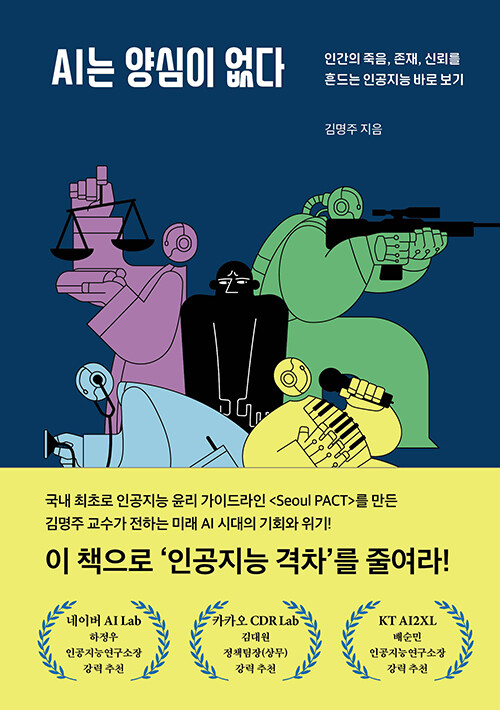 AI는 양심이 없다
인간의 죽음, 존재, 신뢰를
흔드는 인공지능 바로 보기
김명주 지음
국내 최초로 인공지능 윤리 가이드라인 <Seoul PACT>를 만든
김명주 교수가 전하는 미래 AI 시대의 기회와 위기!
이 책으로 ‘인공지능 격차’를 줄여라!
네이버 AI Lab
하정우
인공지능연구소장
강력 추천
카카오 CDR Lab
김대원
정책팀장(상무)
강력 추천
KT AI2XL
배순민
인공지능연구소장
강력 추천